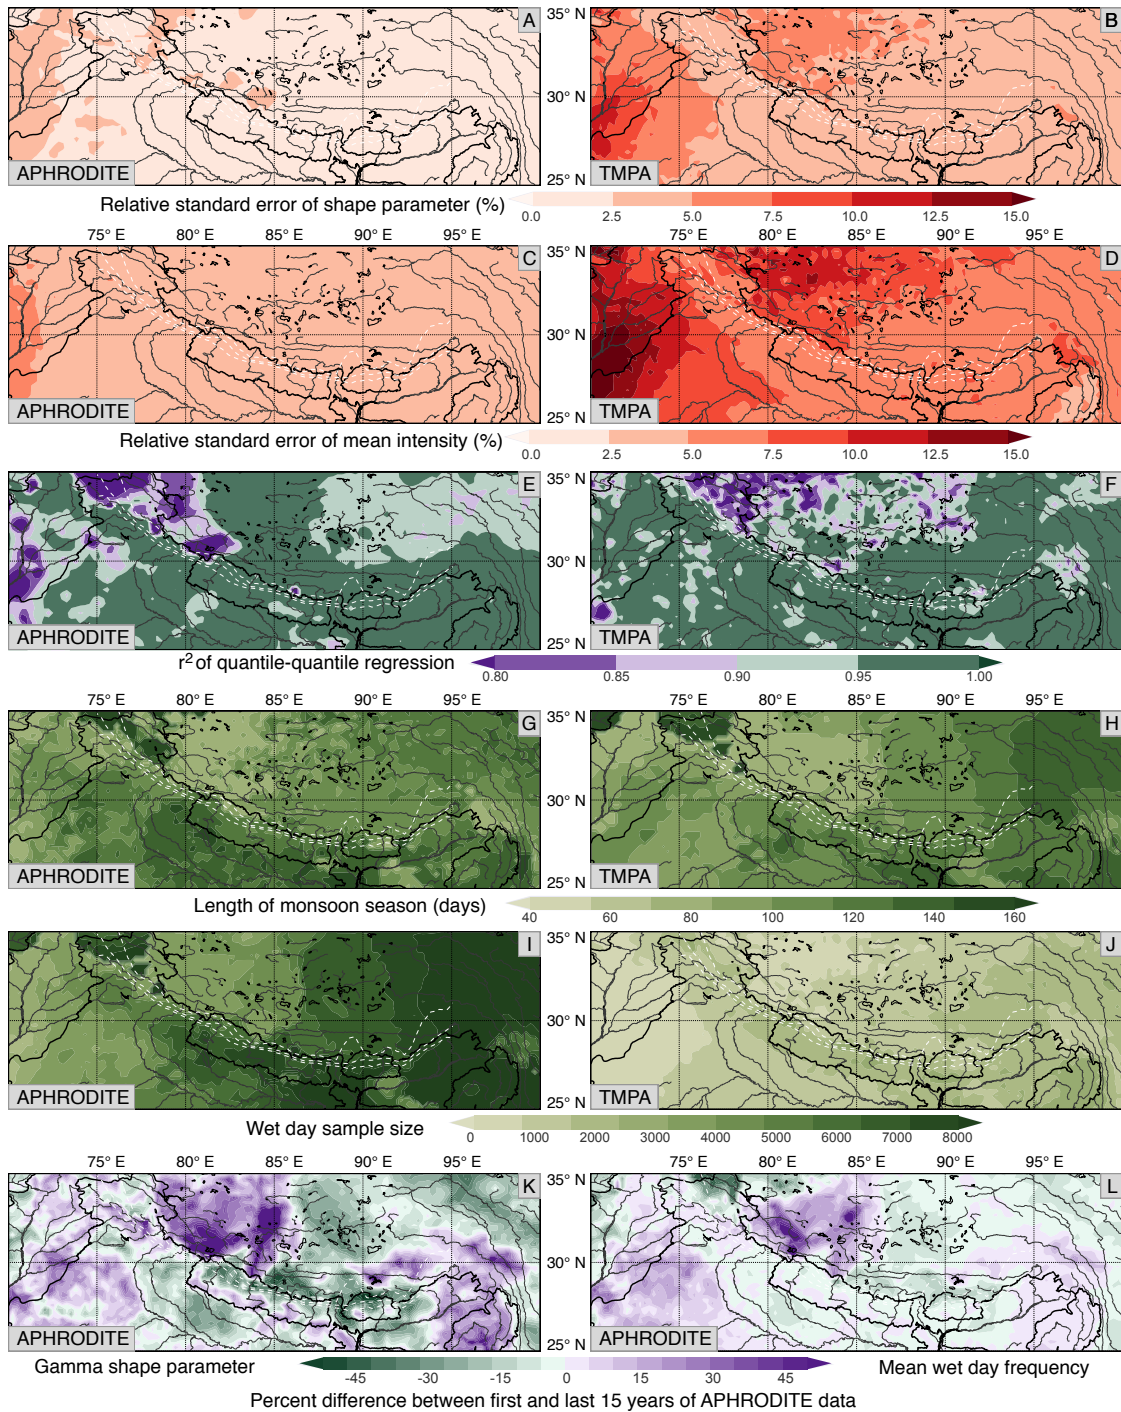 A
B
35° N
30° N
25° N
APHRODITE
TMPA
Relative standard error of shape parameter (%)
0.0 2.5 5.0 7.5 10.0 12.5 15.0
75° E 80° E 85° E 90° E 95° E
75° E 80° E 85° E 90° E 95° E
C
D
35° N
30° N
25° N
APHRODITE
TMPA
Relative standard error of mean intensity (%)
0.0 2.5 5.0 7.5 10.0 12.5 15.0
E
F
35° N
30° N
25° N
APHRODITE
TMPA
r² of quantile-quantile regression
0.80 0.85 0.90 0.95 1.00
75° E 80° E 85° E 90° E 95° E
75° E 80° E 85° E 90° E 95° E
G
H
35° N
30° N
25° N
APHRODITE
TMPA
Length of monsoon season (days)
40 60 80 100 120 140 160
I
J
35° N
30° N
25° N
APHRODITE
TMPA
Wet day sample size
0 1000 2000 3000 4000 5000 6000 7000 8000
75° E 80° E 85° E 90° E 95° E
75° E 80° E 85° E 90° E 95° E
K
L
35° N
30° N
25° N
APHRODITE
APHRODITE
Gamma shape parameter
-45 -30 -15 0 15 30 45
Mean wet day frequency
Percent difference between first and last 15 years of APHRODITE data